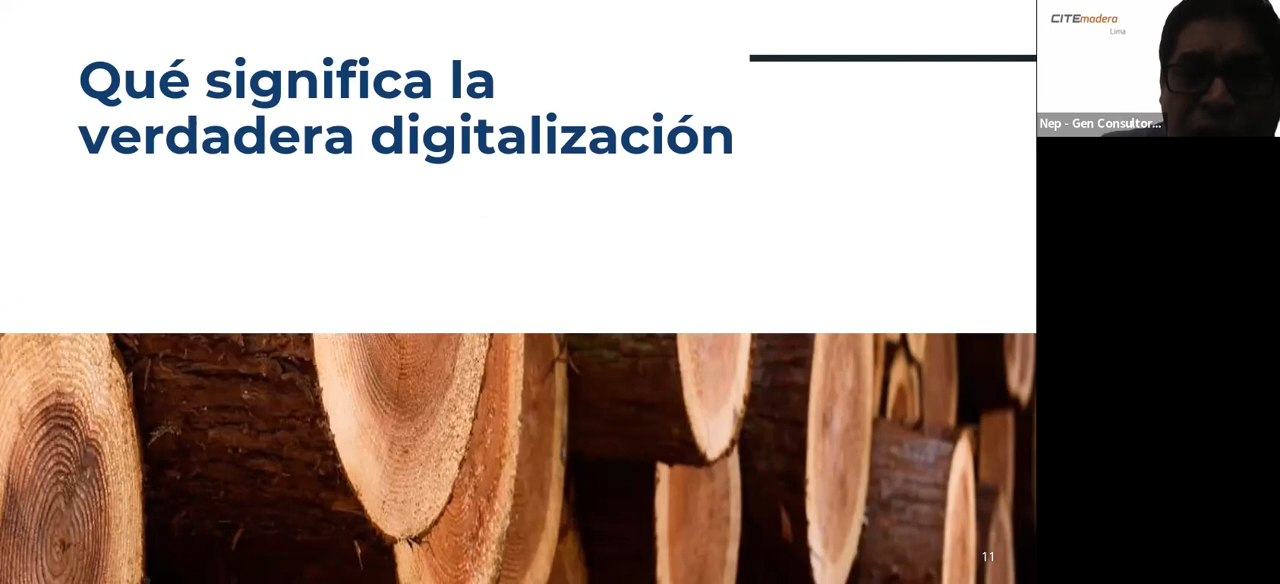 Qué significa la
verdadera digitalización
CITEmadera
Lima
Nep - Gen Consultor...
11